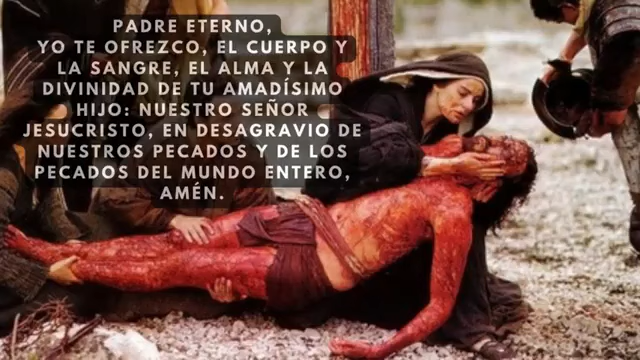 PADRE ETERNO,
YO TE OFREZCO, EL CUERPO Y
LA SANGRE, EL ALMA Y LA
DIVINIDAD DE TU AMADÍSIMO
HIJO: NUESTRO SEÑOR
JESUCRISTO, EN DESAGRAVIO DE
NUESTROS PECADOS Y DE LOS
PECADOS DEL MUNDO ENTERO,
AMÉN.